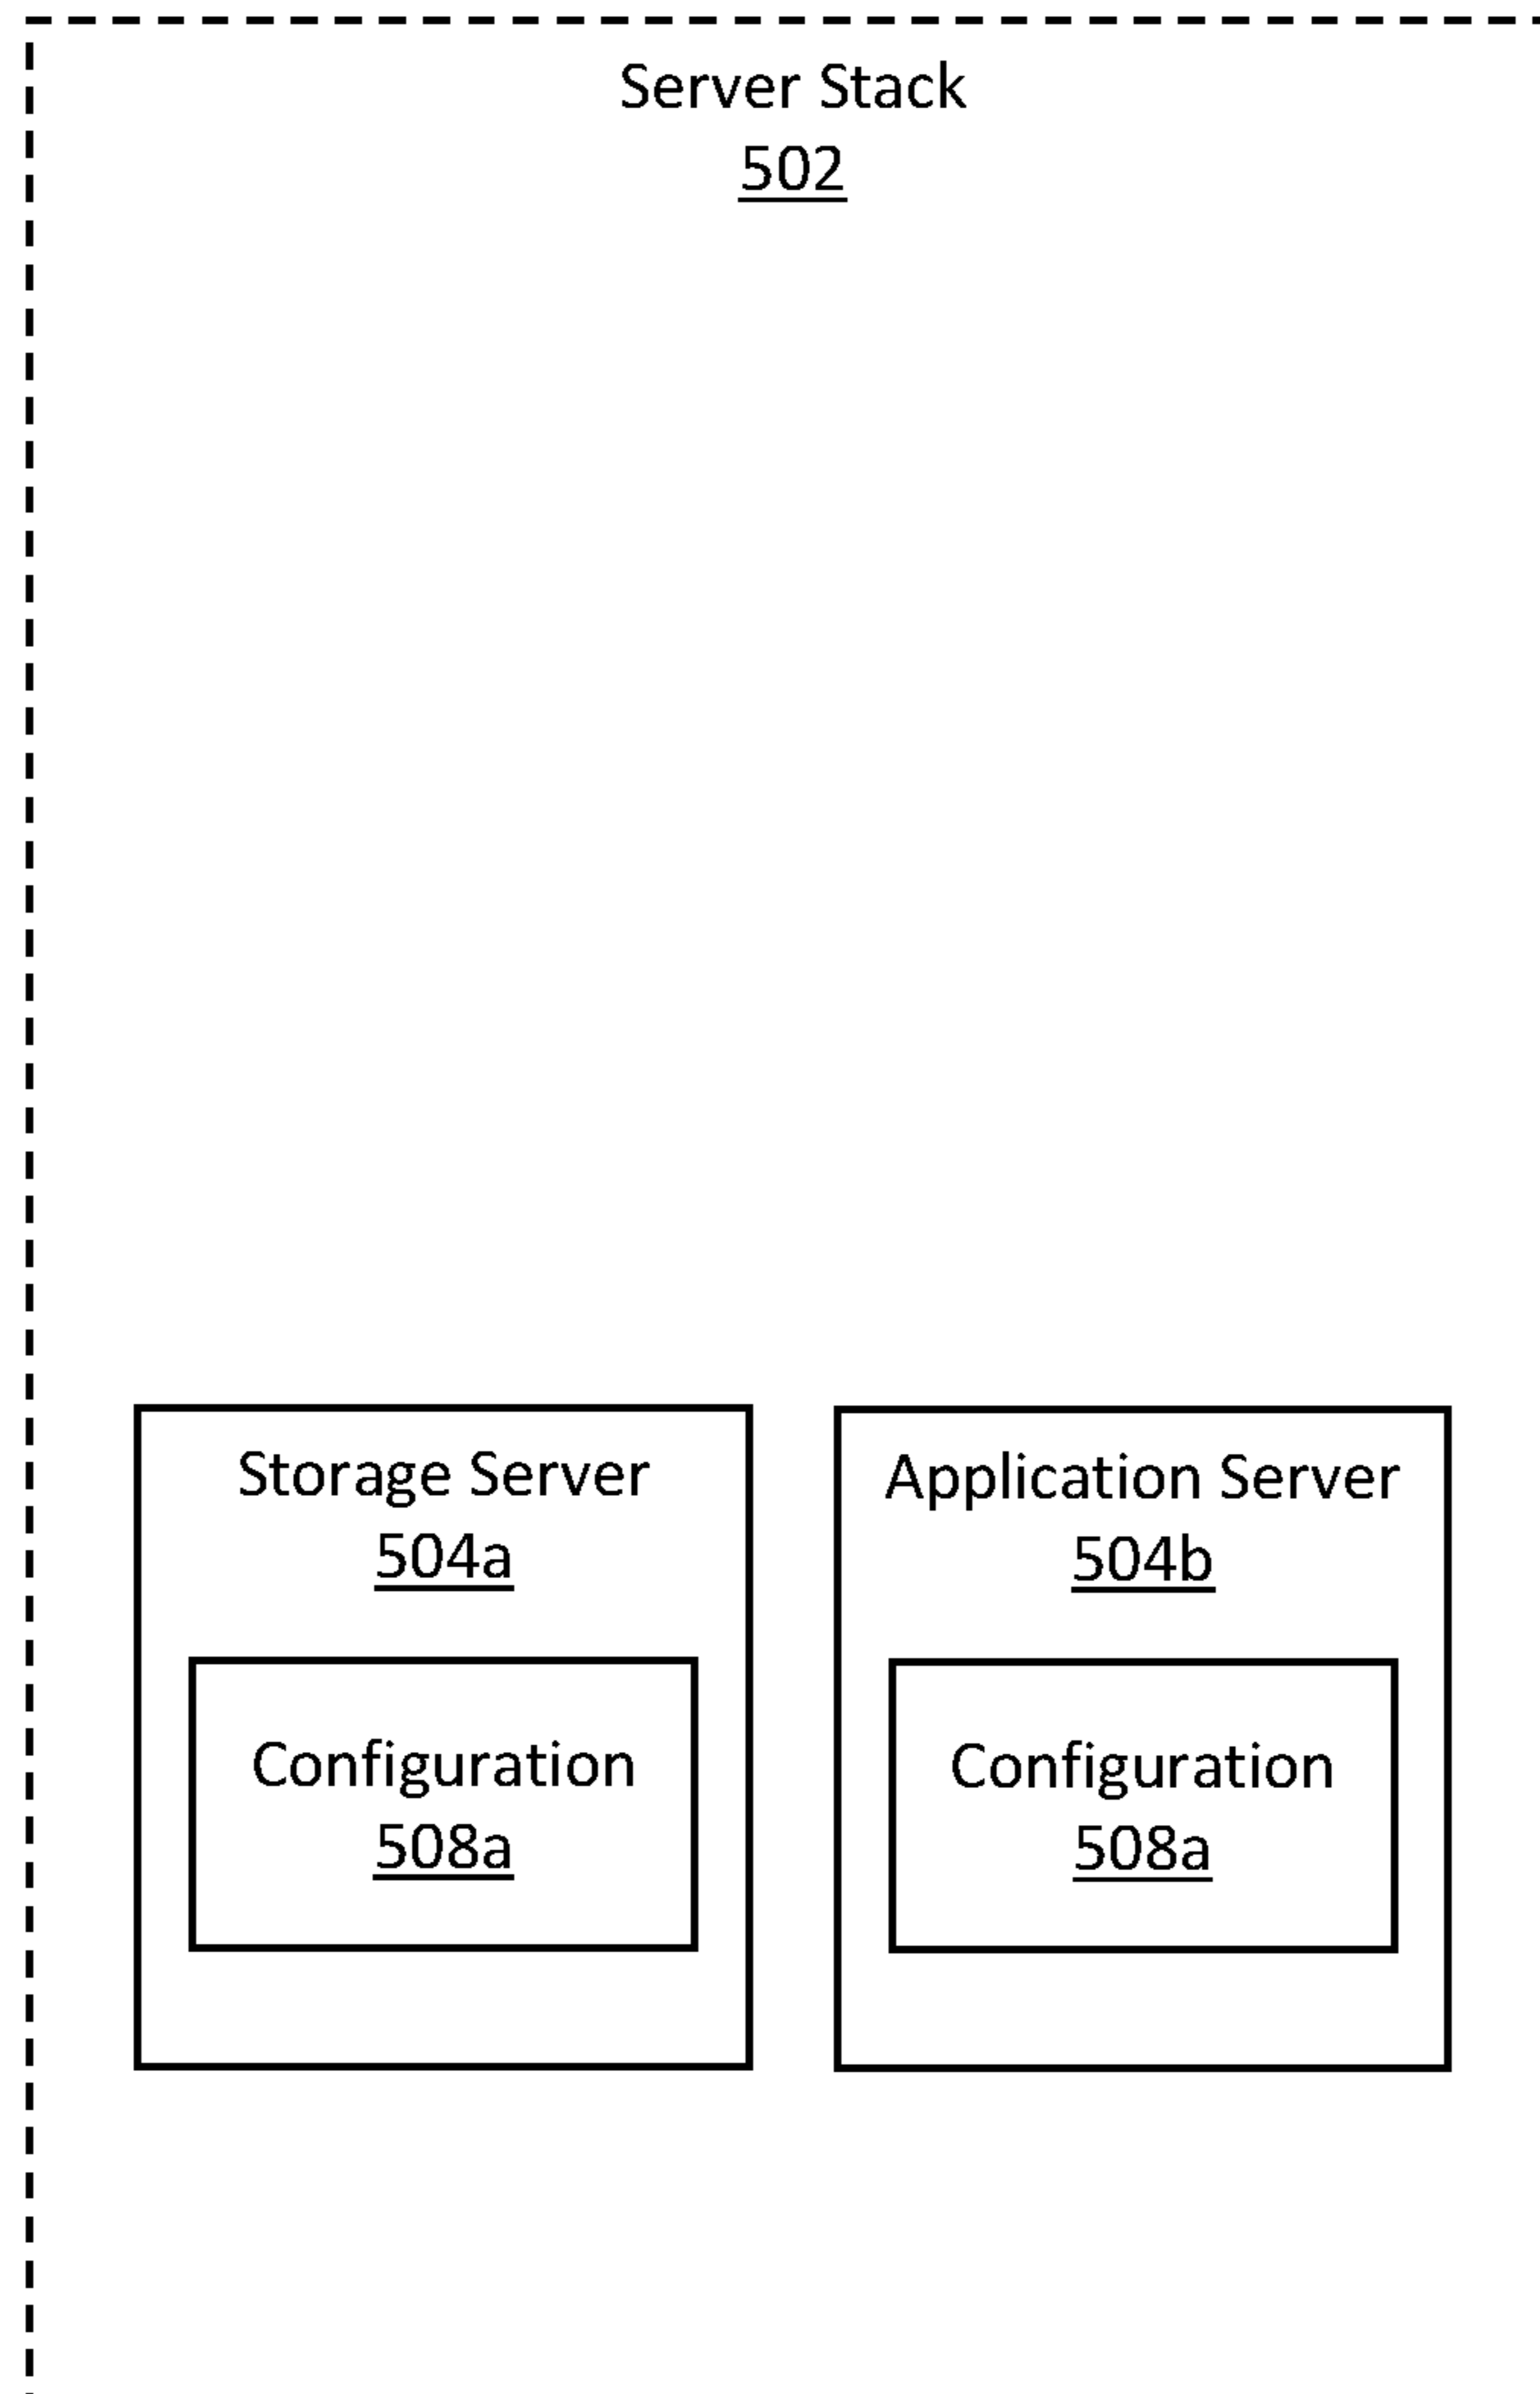 Server Stack
502
Storage Server
504a
Configuration
508a
Application Server
504b
Configuration
508a